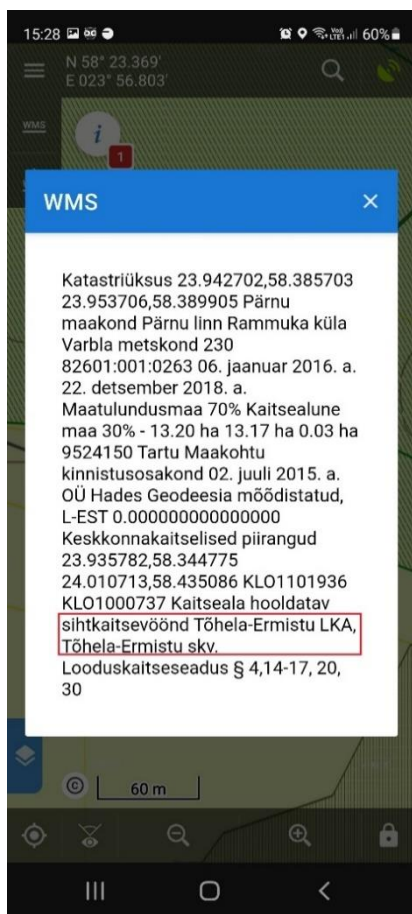 15:28
60%
N 58° 23.369'
E 023° 56.803'
WMS
i
1
WMS
Katastriüksus 23.942702,58.385703
23.953706,58.389905 Pärnu
maakond Pärnu linn Rammuka küla
Varbla metskond 230
82601:001:0263 06. jaanuar 2016. a.
22. detsember 2018. a.
Maatulundusmaa 70% Kaitsealune
maa 30% - 13.20 ha 13.17 ha 0.03 ha
9524150 Tartu Maakohtu
kinnistusosakond 02. juuli 2015. a.
OÜ Hades Geodeesia mõõdistatud,
L-EST 0.000000000000000
Keskkonnakaitselised piirangud
23.935782,58.344775
24.010713,58.435086 KLO1101936
KLO1000737 Kaitseala hooldatav
sihtkaitsevöönd Tõhela-Ermistu LKA,
Tõhela-Ermistu skv.
Looduskaitseseadus § 4,14-17, 20,
30
© 60 m